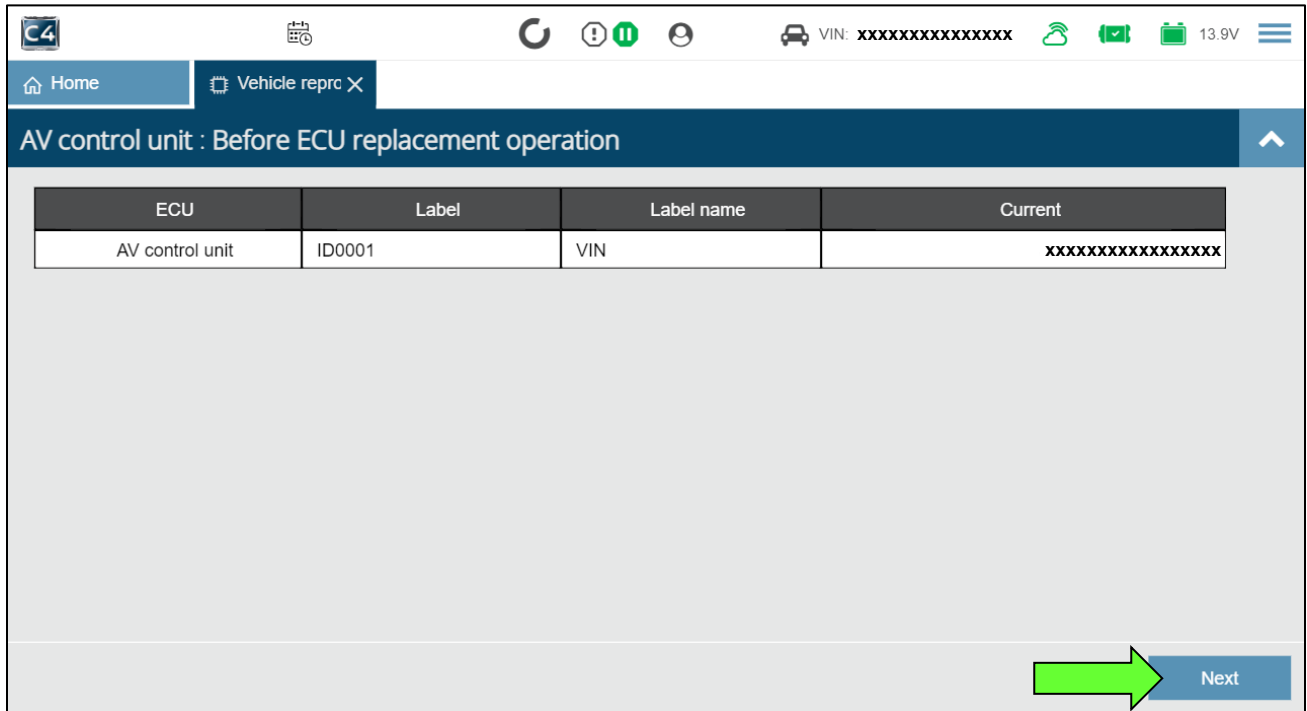 C4 VIN: xxxxxxxxxxxxxxx 13.9V
Home Vehicle repro
AV control unit : Before ECU replacement operation
ECU Label Label name Current
AV control unit ID0001 VIN xxxxxxxxxxxxxxxxx
Next